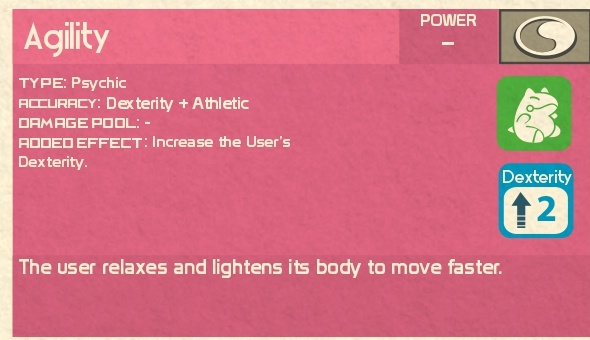 Agility
POWER
–
TYPE: Psychic
ACCURACY: Dexterity + Athletic
DAMAGE POOL: -
ADDED EFFECT: Increase the User's
Dexterity.
Dexterity
2
The user relaxes and lightens its body to move faster.